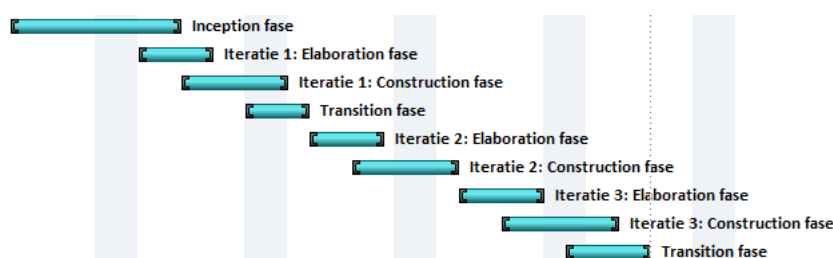 Inception fase
Iteratie 1: Elaboration fase
Iteratie 1: Construction fase
Transition fase
Iteratie 2: Elaboration fase
Iteratie 2: Construction fase
Iteratie 3: Elaboration fase
Iteratie 3: Construction fase
Transition fase